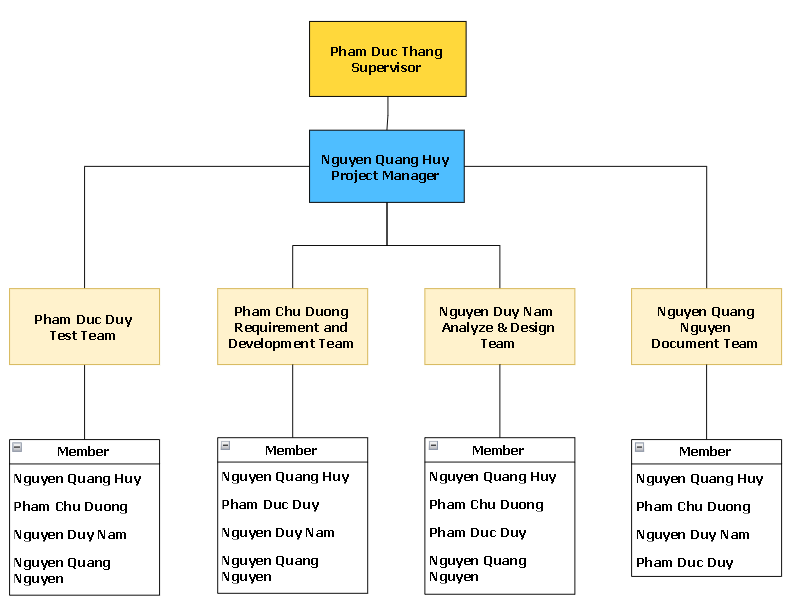 Pham Duc Thang
Supervisor
Nguyen Quang Huy
Project Manager
Pham Duc Duy
Test Team
Pham Chu Duong
Requirement and
Development Team
Nguyen Duy Nam
Analyze & Design
Team
Nguyen Quang
Nguyen
Document Team
Member
Nguyen Quang Huy
Pham Chu Duong
Nguyen Duy Nam
Nguyen Quang
Nguyen
Member
Nguyen Quang Huy
Pham Duc Duy
Nguyen Duy Nam
Nguyen Quang
Nguyen
Member
Nguyen Quang Huy
Pham Chu Duong
Pham Duc Duy
Nguyen Quang
Nguyen
Member
Nguyen Quang Huy
Pham Chu Duong
Nguyen Duy Nam
Pham Duc Duy